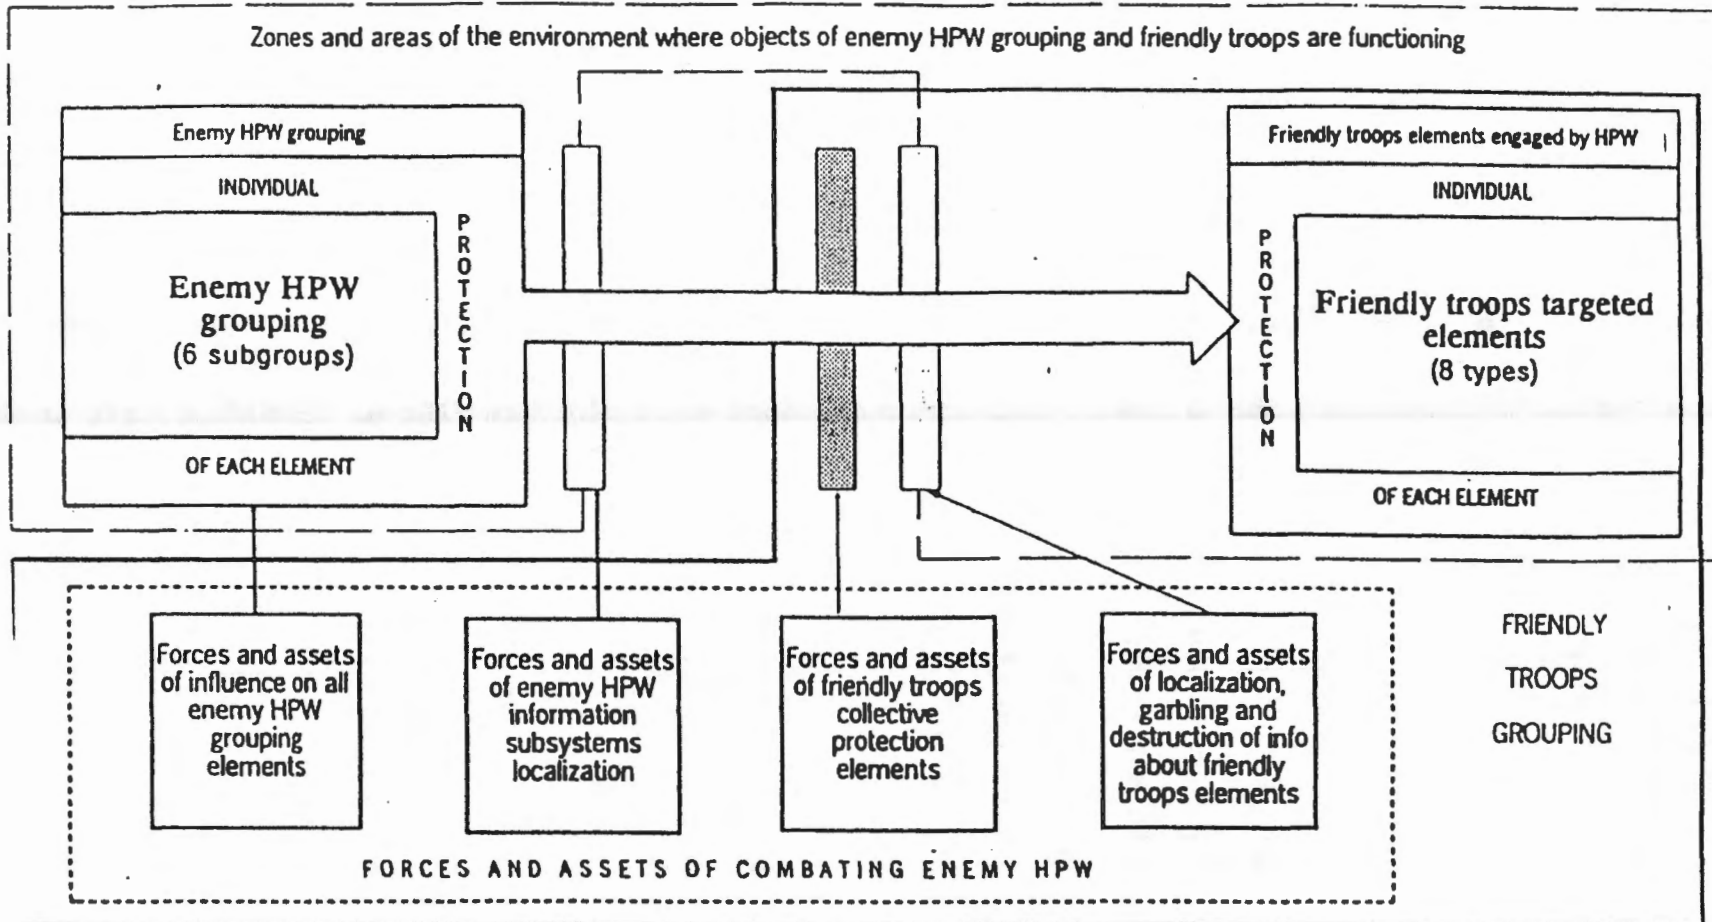 Zones and areas of the environment where objects of enemy HPW grouping and friendly troops are functioning
Enemy HPW grouping
INDIVIDUAL
PROTECTION
Enemy HPW
grouping
(6 subgroups)
OF EACH ELEMENT
Friendly troops elements engaged by HPW
INDIVIDUAL
PROTECTION
Friendly troops targeted
elements
(8 types)
OF EACH ELEMENT
Forces and assets
of influence on all
enemy HPW
grouping
elements
Forces and assets
of enemy HPW
information
subsystems
localization
Forces and assets
of friendly troops
collective
protection
elements
Forces and assets
of localization,
garbling and
destruction of info
about friendly
troops elements
FRIENDLY
TROOPS
GROUPING
FORCES AND ASSETS OF COMBATING ENEMY HPW